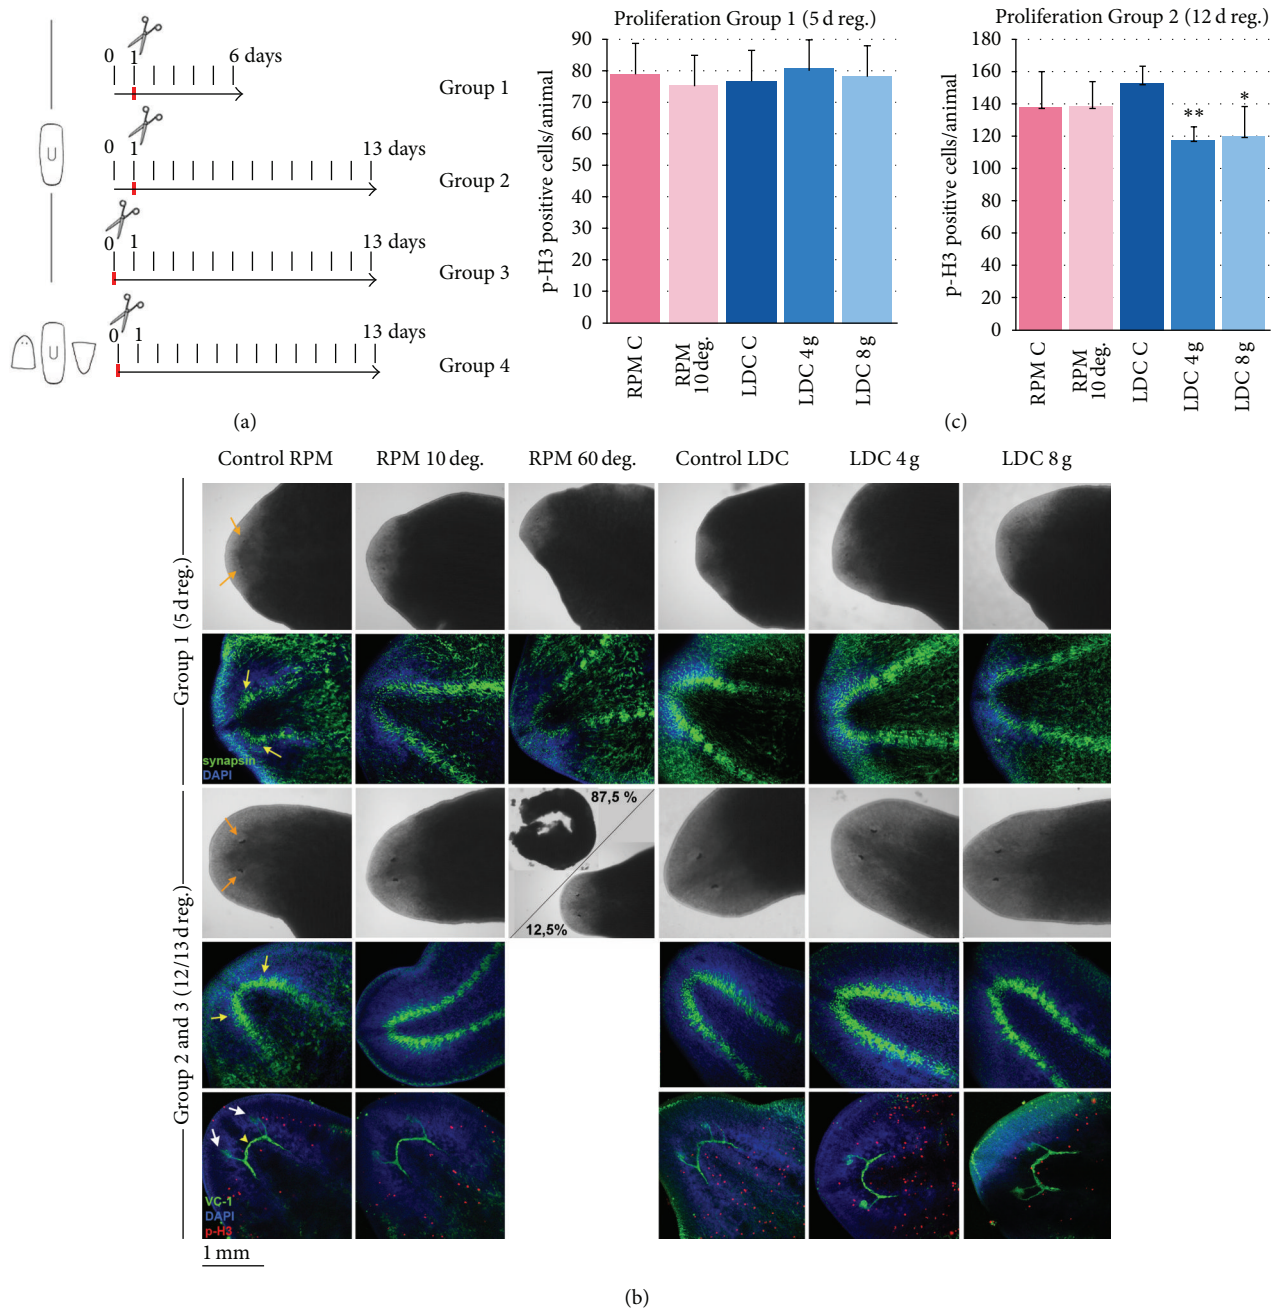 0 1 6 days
Group 1
0 1 13 days
U
Group 2
0 1 13 days
Group 3
0 1 13 days
U
Group 4
(a)
Proliferation Group 1 (5 d reg.)
p-H3 positive cells/animal
90
80
70
60
50
40
30
20
10
0
RPM C
RPM
10 deg.
LDC C
LDC 4 g
LDC 8 g
Proliferation Group 2 (12 d reg.)
p-H3 positive cells/animal
180
160
140
120
100
80
60
40
20
0
**
*
RPM C
RPM
10 deg.
LDC C
LDC 4 g
LDC 8 g
(c)
Control RPM RPM 10 deg. RPM 60 deg. Control LDC LDC 4 g LDC 8 g
Group 1 (5 d reg.)
synapsin
DAPI
Group 2 and 3 (12/13 d reg.)
87,5 %
12,5%
VC-1
DAPI
p-H3
1 mm
(b)